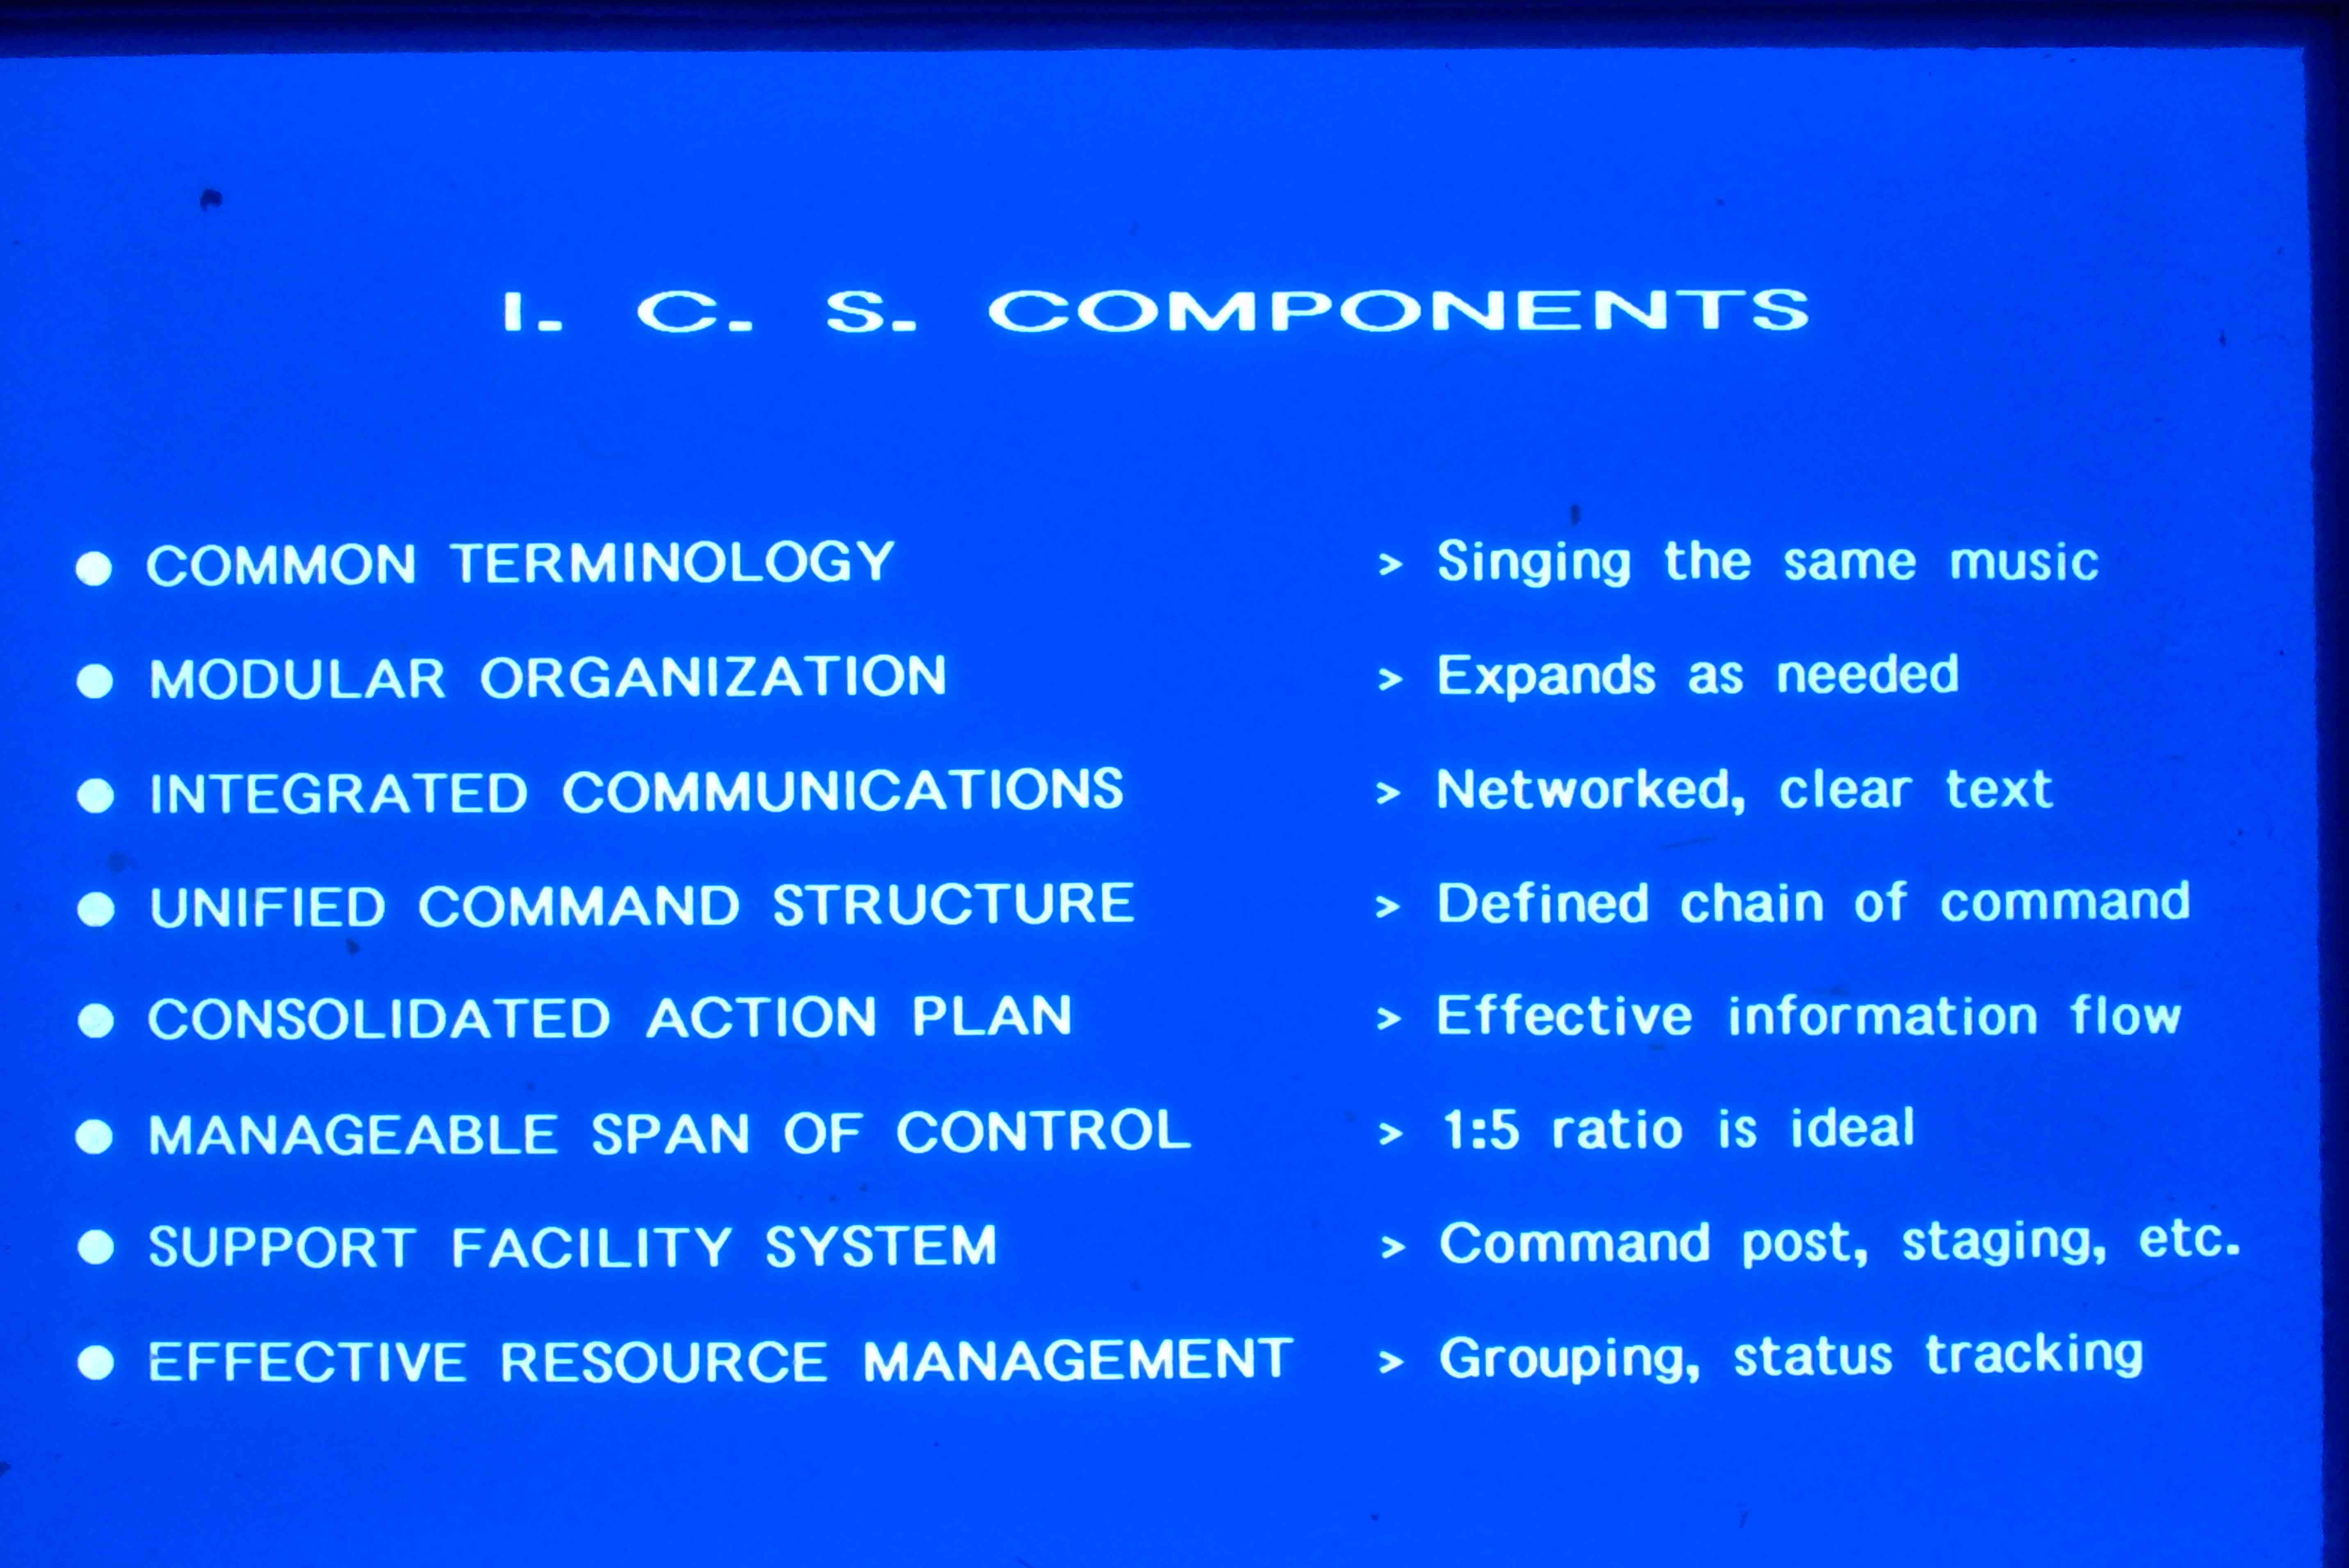 I. C. S. COMPONENTS
● COMMON TERMINOLOGY > Singing the same music
● MODULAR ORGANIZATION > Expands as needed
● INTEGRATED COMMUNICATIONS > Networked, clear text
● UNIFIED COMMAND STRUCTURE > Defined chain of command
● CONSOLIDATED ACTION PLAN > Effective information flow
● MANAGEABLE SPAN OF CONTROL > 1:5 ratio is ideal
● SUPPORT FACILITY SYSTEM > Command post, staging, etc.
● EFFECTIVE RESOURCE MANAGEMENT > Grouping, status tracking